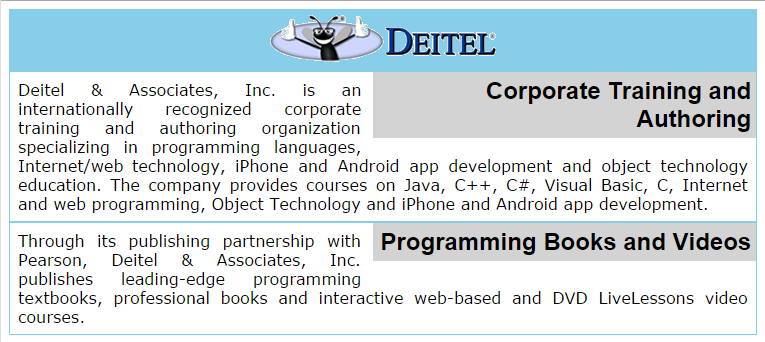 DEITEL®
Corporate Training and
Authoring
Deitel & Associates, Inc. is an
internationally recognized corporate
training and authoring organization
specializing in programming languages,
Internet/web technology, iPhone and Android app development and object technology
education. The company provides courses on Java, C++, C#, Visual Basic, C, Internet
and web programming, Object Technology and iPhone and Android app development.
Programming Books and Videos
Through its publishing partnership with
Pearson, Deitel & Associates, Inc.
publishes leading-edge programming
textbooks, professional books and interactive web-based and DVD LiveLessons video
courses.